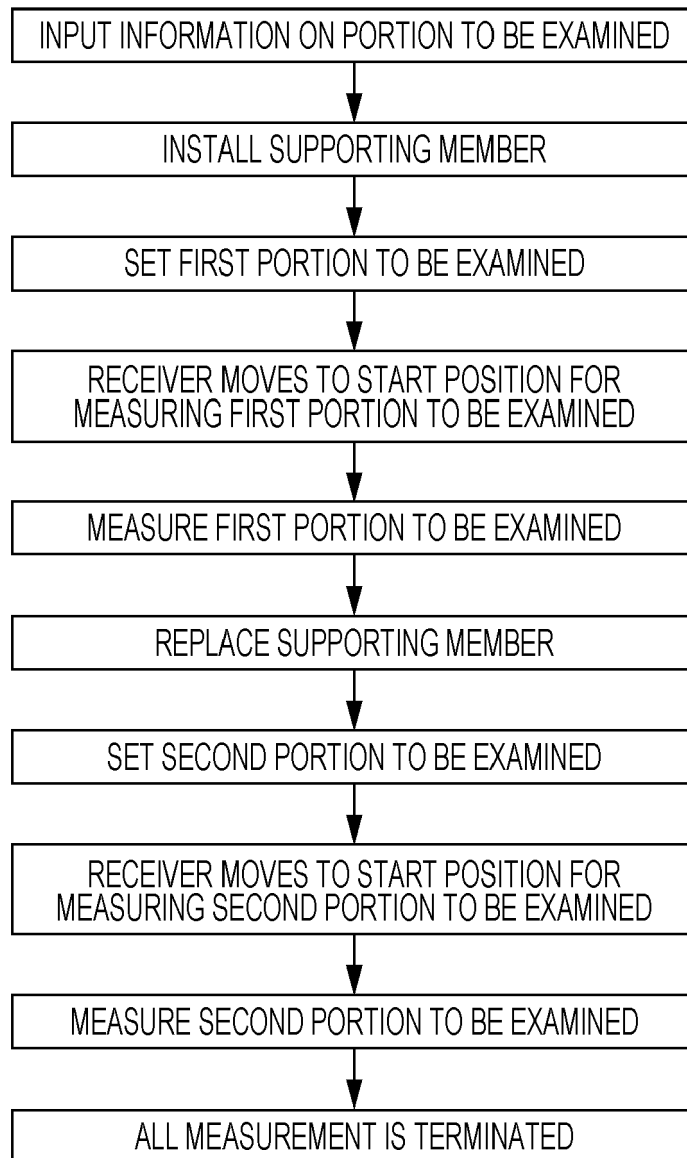 INPUT INFORMATION ON PORTION TO BE EXAMINED
INSTALL SUPPORTING MEMBER
SET FIRST PORTION TO BE EXAMINED
RECEIVER MOVES TO START POSITION FOR
MEASURING FIRST PORTION TO BE EXAMINED
MEASURE FIRST PORTION TO BE EXAMINED
REPLACE SUPPORTING MEMBER
SET SECOND PORTION TO BE EXAMINED
RECEIVER MOVES TO START POSITION FOR
MEASURING SECOND PORTION TO BE EXAMINED
MEASURE SECOND PORTION TO BE EXAMINED
ALL MEASUREMENT IS TERMINATED